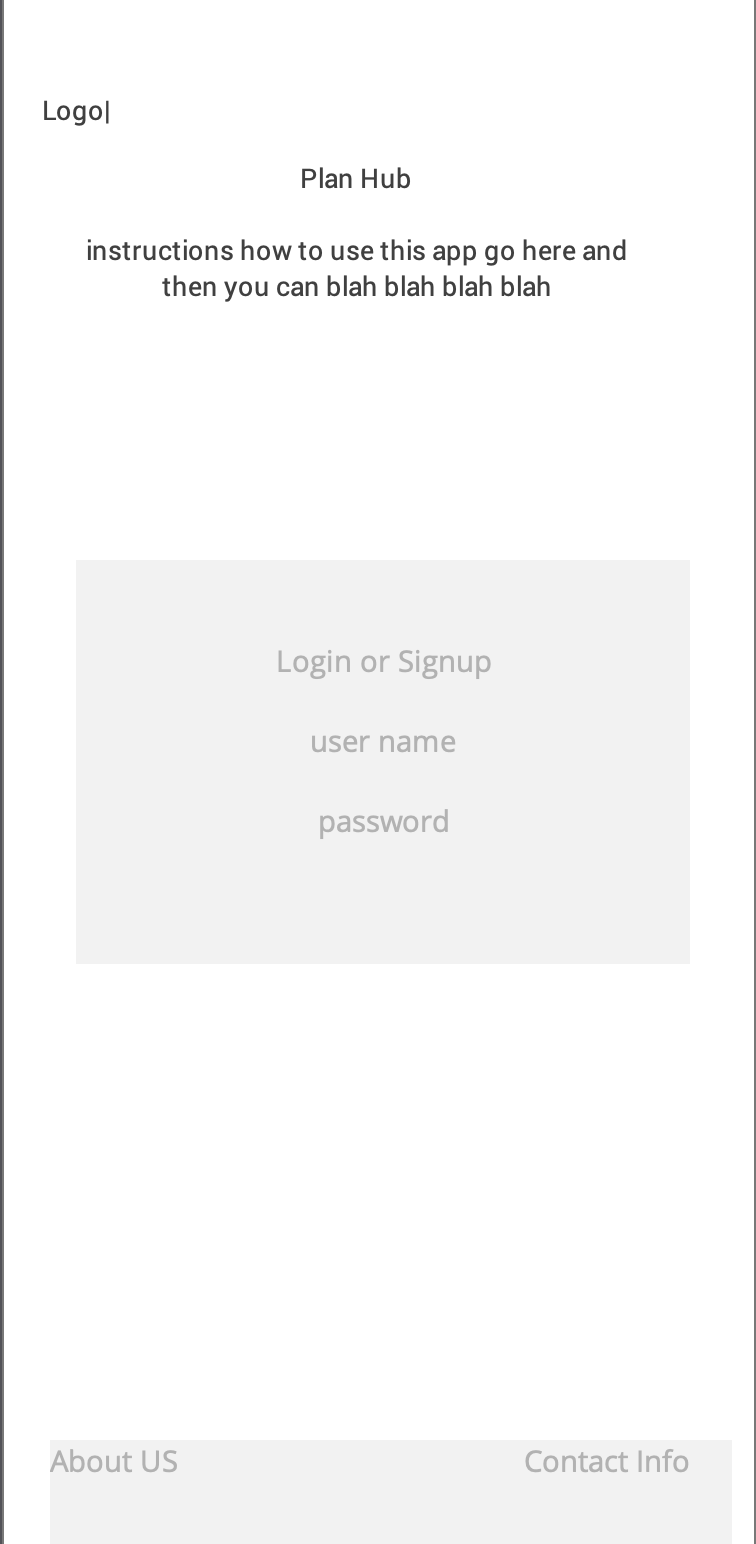 Logo|
Plan Hub
instructions how to use this app go here and
then you can blah blah blah blah
Login or Signup
user name
password
About US
Contact Info